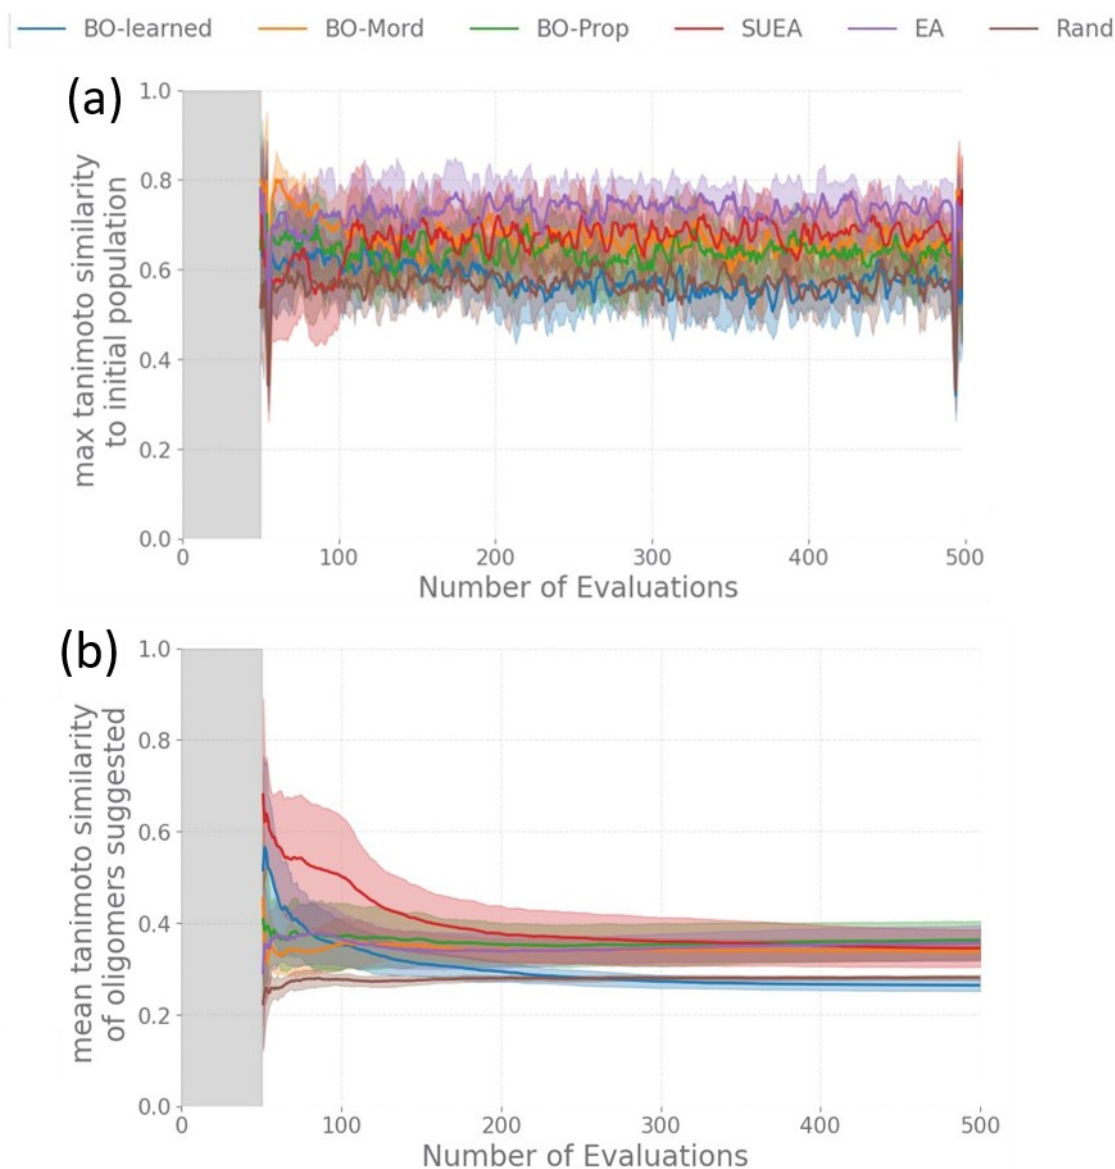 BO-learned BO-Mord BO-Prop SUEA EA Rand
(a)
max tanimoto similarity
to initial population
1.0
0.8
0.6
0.4
0.2
0.0
0 100 200 300 400 500
Number of Evaluations
(b)
mean tanimoto similarity
of oligomers suggested
1.0
0.8
0.6
0.4
0.2
0.0
0 100 200 300 400 500
Number of Evaluations